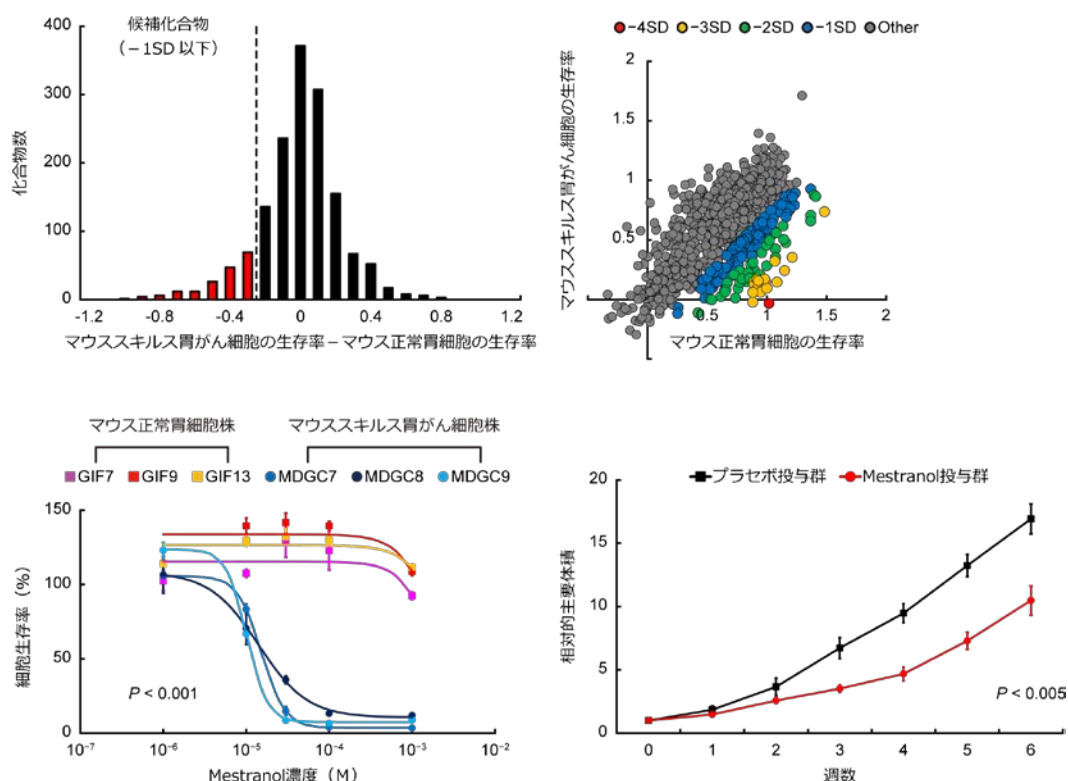 候補化合物
（－1SD 以下）
化合物数
400
300
200
100
0
-1.2
-0.8
-0.4
0
0.4
0.8
1.2
マウススキルス胃がん細胞の生存率－マウス正常胃細胞の生存率
-4SD
-3SD
-2SD
-1SD
Other
マウススキルス胃がん細胞の生存率
2
1.5
1
0.5
0
0.5
1
1.5
2
マウス正常胃細胞の生存率
マウス正常胃細胞株
マウススキルス胃がん細胞株
GIF7
GIF9
GIF13
MDGC7
MDGC8
MDGC9
細胞生存率（%）
150
100
50
0
P < 0.001
10⁻⁷
10⁻⁶
10⁻⁵
10⁻⁴
10⁻³
10⁻²
Mestranol濃度（M）
プラセボ投与群
Mestranol投与群
相対的主要体積
20
15
10
5
0
P < 0.005
0
1
2
3
4
5
6
週数